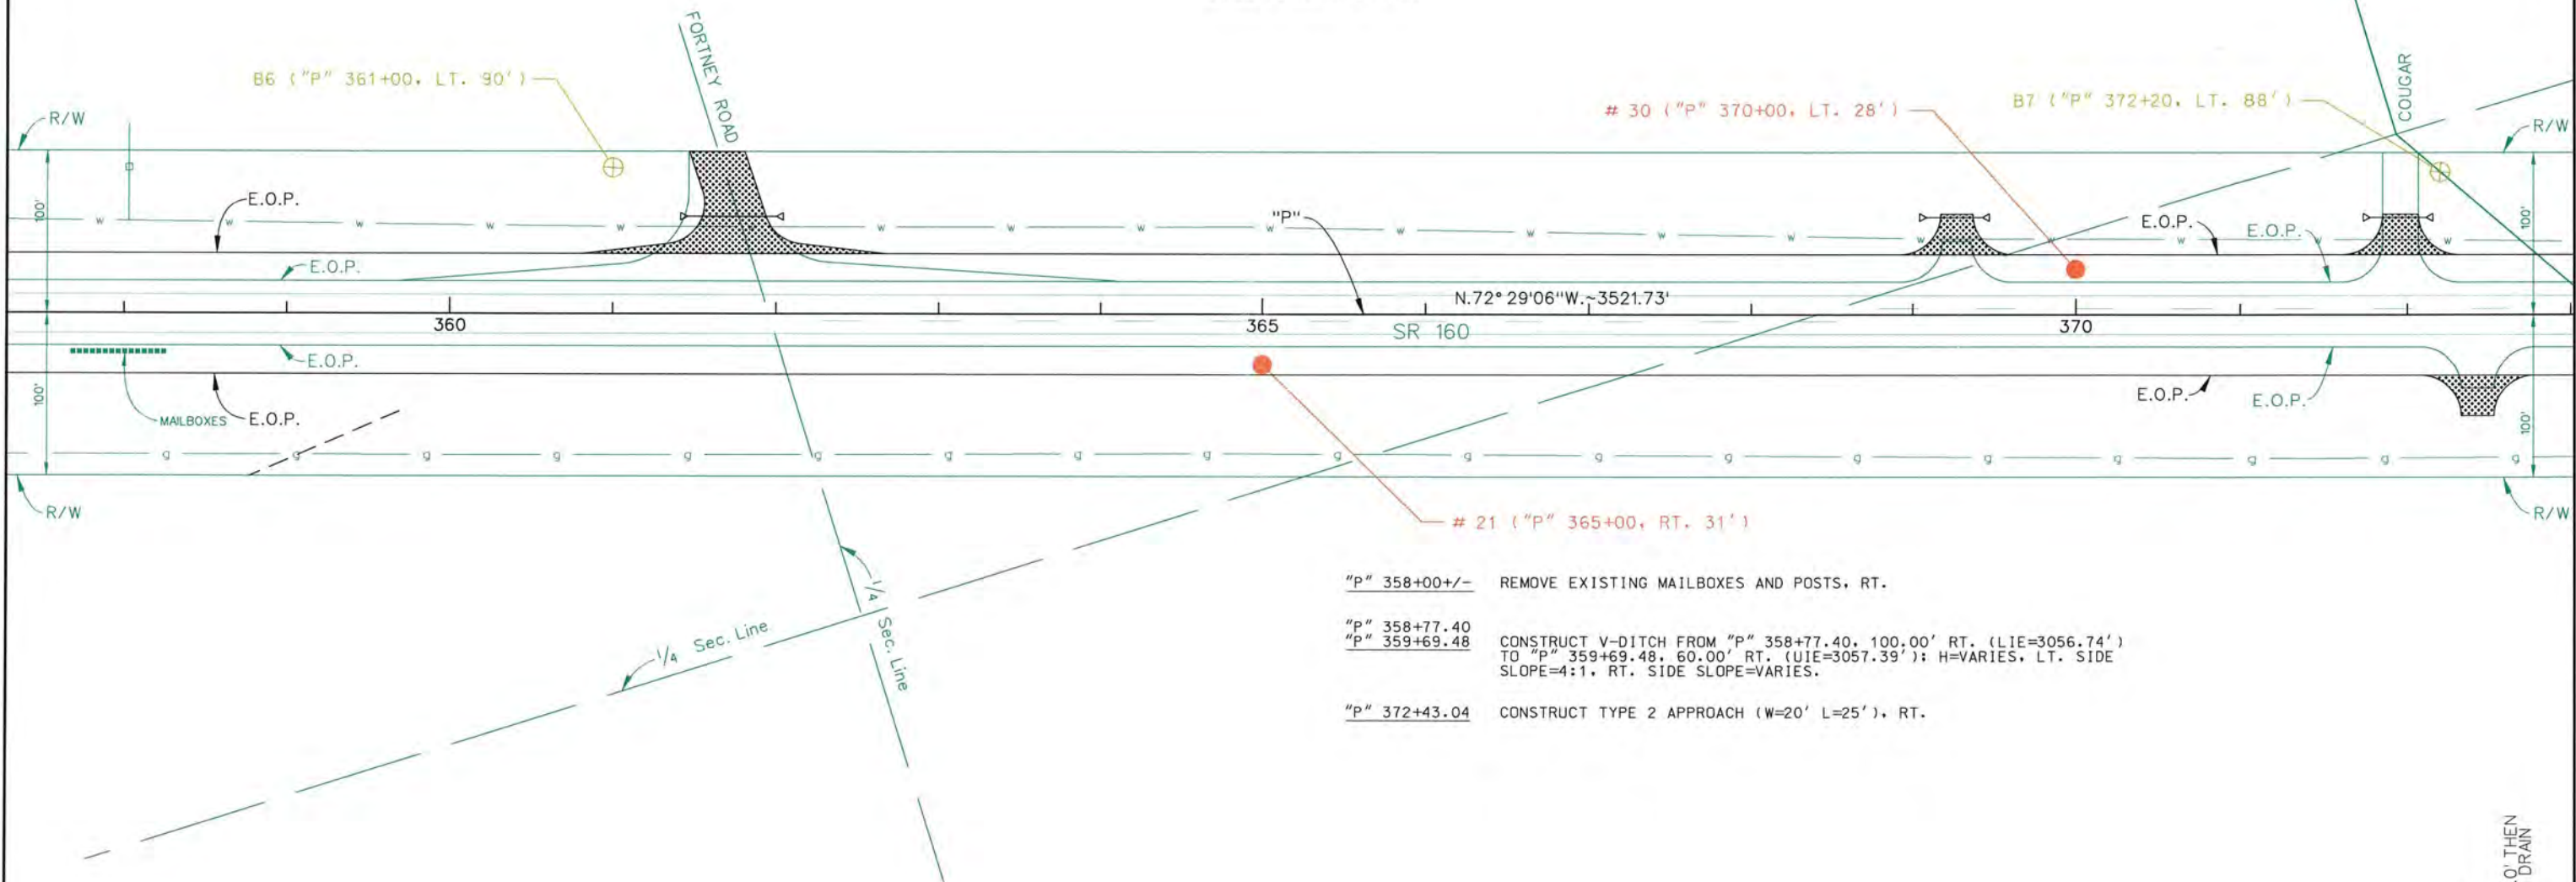 FORTNEY ROAD
B6 ("P" 361+00, LT. 90')
# 30 ("P" 370+00, LT. 28')
B7 ("P" 372+20, LT. 88')
COUGAR
R/W
R/W
100'
E.O.P.
w w w w w w w w w w w w w w w w w w w
"P"
E.O.P.
E.O.P.
100'
E.O.P.
N.72°29'06"W.~3521.73'
360
365
370
SR 160
E.O.P.
MAILBOXES
E.O.P.
100'
E.O.P.
E.O.P.
100'
g g g g g g g g g g g g g g g g g g g
R/W
R/W
# 21 ("P" 365+00, RT. 31')
1/4 Sec. Line
1/4 Sec. Line
"P" 358+00+/- REMOVE EXISTING MAILBOXES AND POSTS, RT.
"P" 358+77.40
"P" 359+69.48 CONSTRUCT V-DITCH FROM "P" 358+77.40, 100.00' RT. (LIE=3056.74')
TO "P" 359+69.48, 60.00' RT. (UIE=3057.39'); H=VARIES, LT. SIDE
SLOPE=4:1, RT. SIDE SLOPE=VARIES.
"P" 372+43.04 CONSTRUCT TYPE 2 APPROACH (W=20' L=25'), RT.
THEN
DRAIN